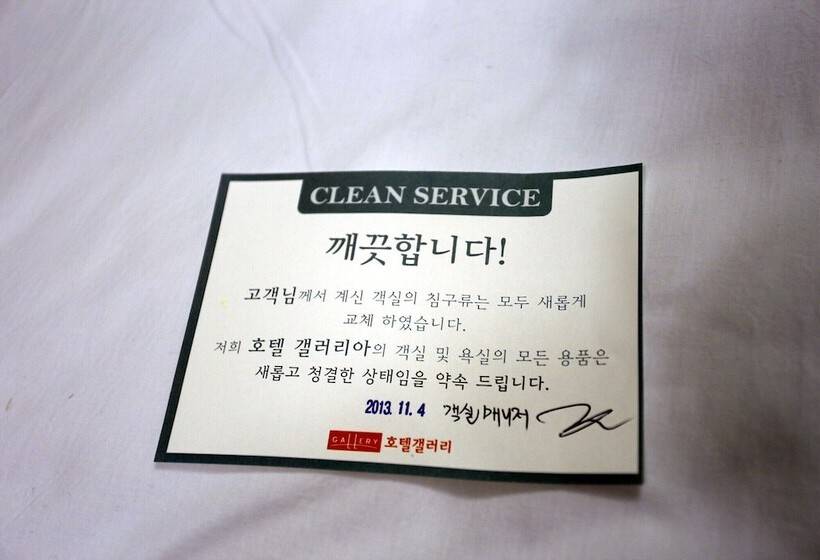 CLEAN SERVICE
깨끗합니다!
고객님께서 계신 객실의 침구류는 모두 새롭게
교체 하였습니다.
저희 호텔 갤러리아의 객실 및 욕실의 모든 용품은
새롭고 청결한 상태임을 약속 드립니다.
2013. 11. 4 객실매니저
GALLERY 호텔갤러리